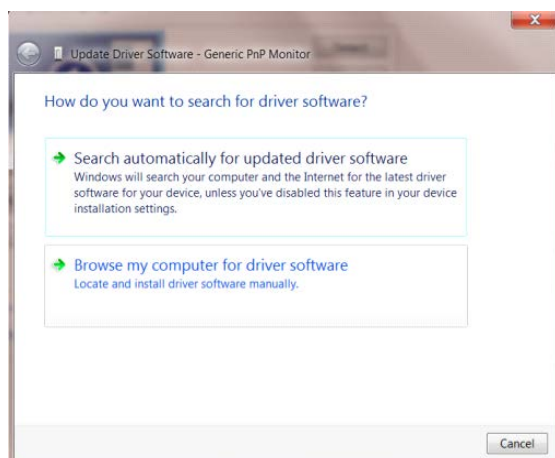 Update Driver Software - Generic PnP Monitor
How do you want to search for driver software?
Search automatically for updated driver software
Windows will search your computer and the Internet for the latest driver
software for your device, unless you've disabled this feature in your device
installation settings.
Browse my computer for driver software
Locate and install driver software manually.
Cancel